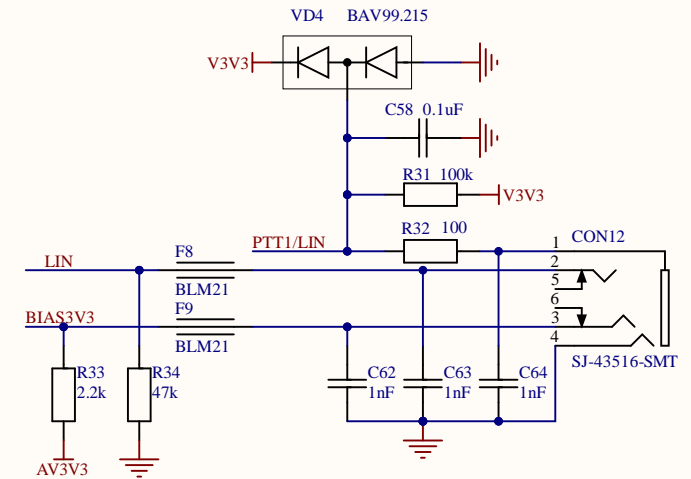 VD4 BAV99.215
V3V3
C58 0.1uF
R31 100k
V3V3
R32 100
PTT1/LIN
1
CON12
F8
LIN
2
BLM21
5
F9
6
BIAS3V3
3
BLM21
4
SJ-43516-SMT
R33
2.2k
R34
47k
C62
1nF
C63
1nF
C64
1nF
AV3V3